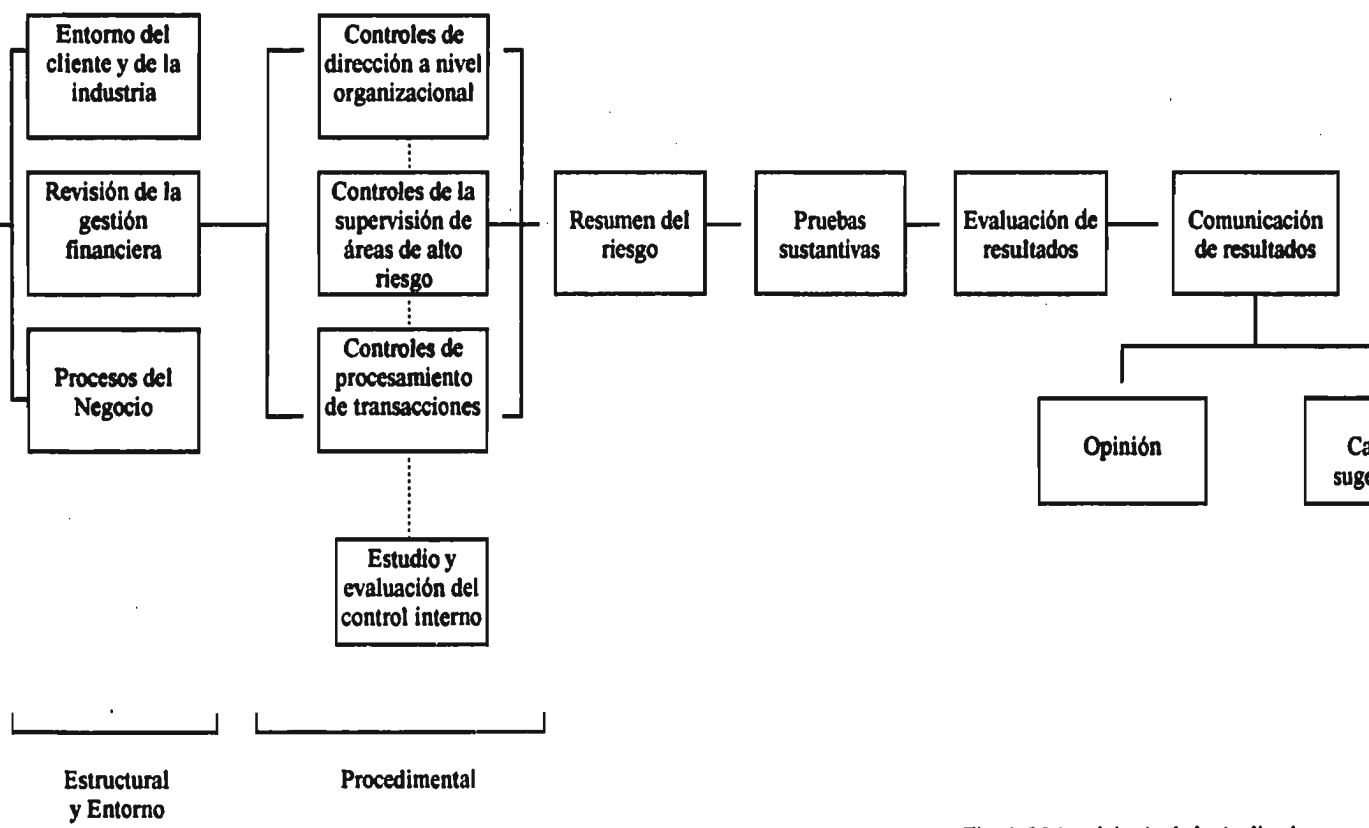 Entorno del
cliente y de la
industria
Revisión de la
gestión
financiera
Procesos del
Negocio
Controles de
dirección a nivel
organizacional
Controles de la
supervisión de
áreas de alto
riesgo
Controles de
procesamiento
de transacciones
Estudio y
evaluación del
control interno
Resumen del
riesgo
Pruebas
sustantivas
Evaluación de
resultados
Comunicación
de resultados
Opinión
Ca
suge
Estructural
y Entorno
Procedimental